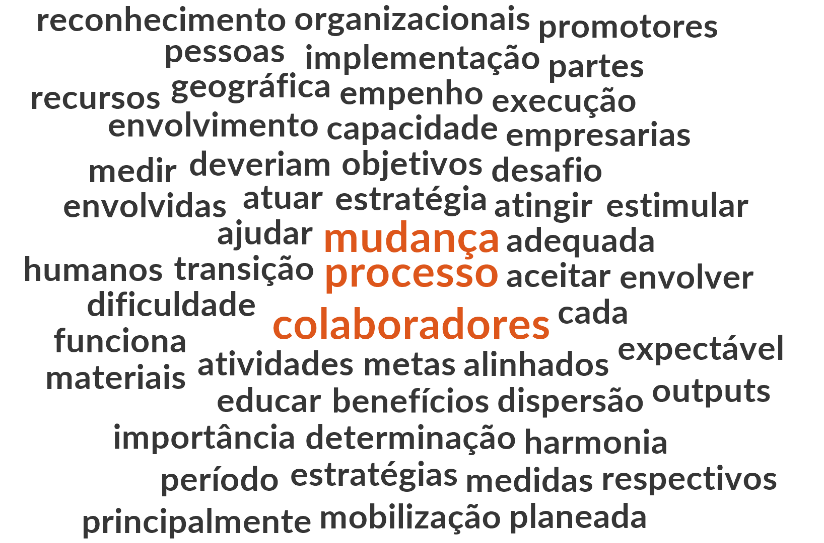 reconhecimento organizacionais promotores
pessoas implementação partes
recursos geográfica empenho execução
envolvimento capacidade empresarias
medir deveriam objetivos desafio
envolvidas atuar estratégia atingir estimular
ajudar mudança adequada
humanos transição processo aceitar envolver
dificuldade colaboradores cada
funciona expectável
materiais atividades metas alinhados
educar benefícios dispersão outputs
importância determinação harmonia
período estratégias medidas respectivos
principalmente mobilização planeada